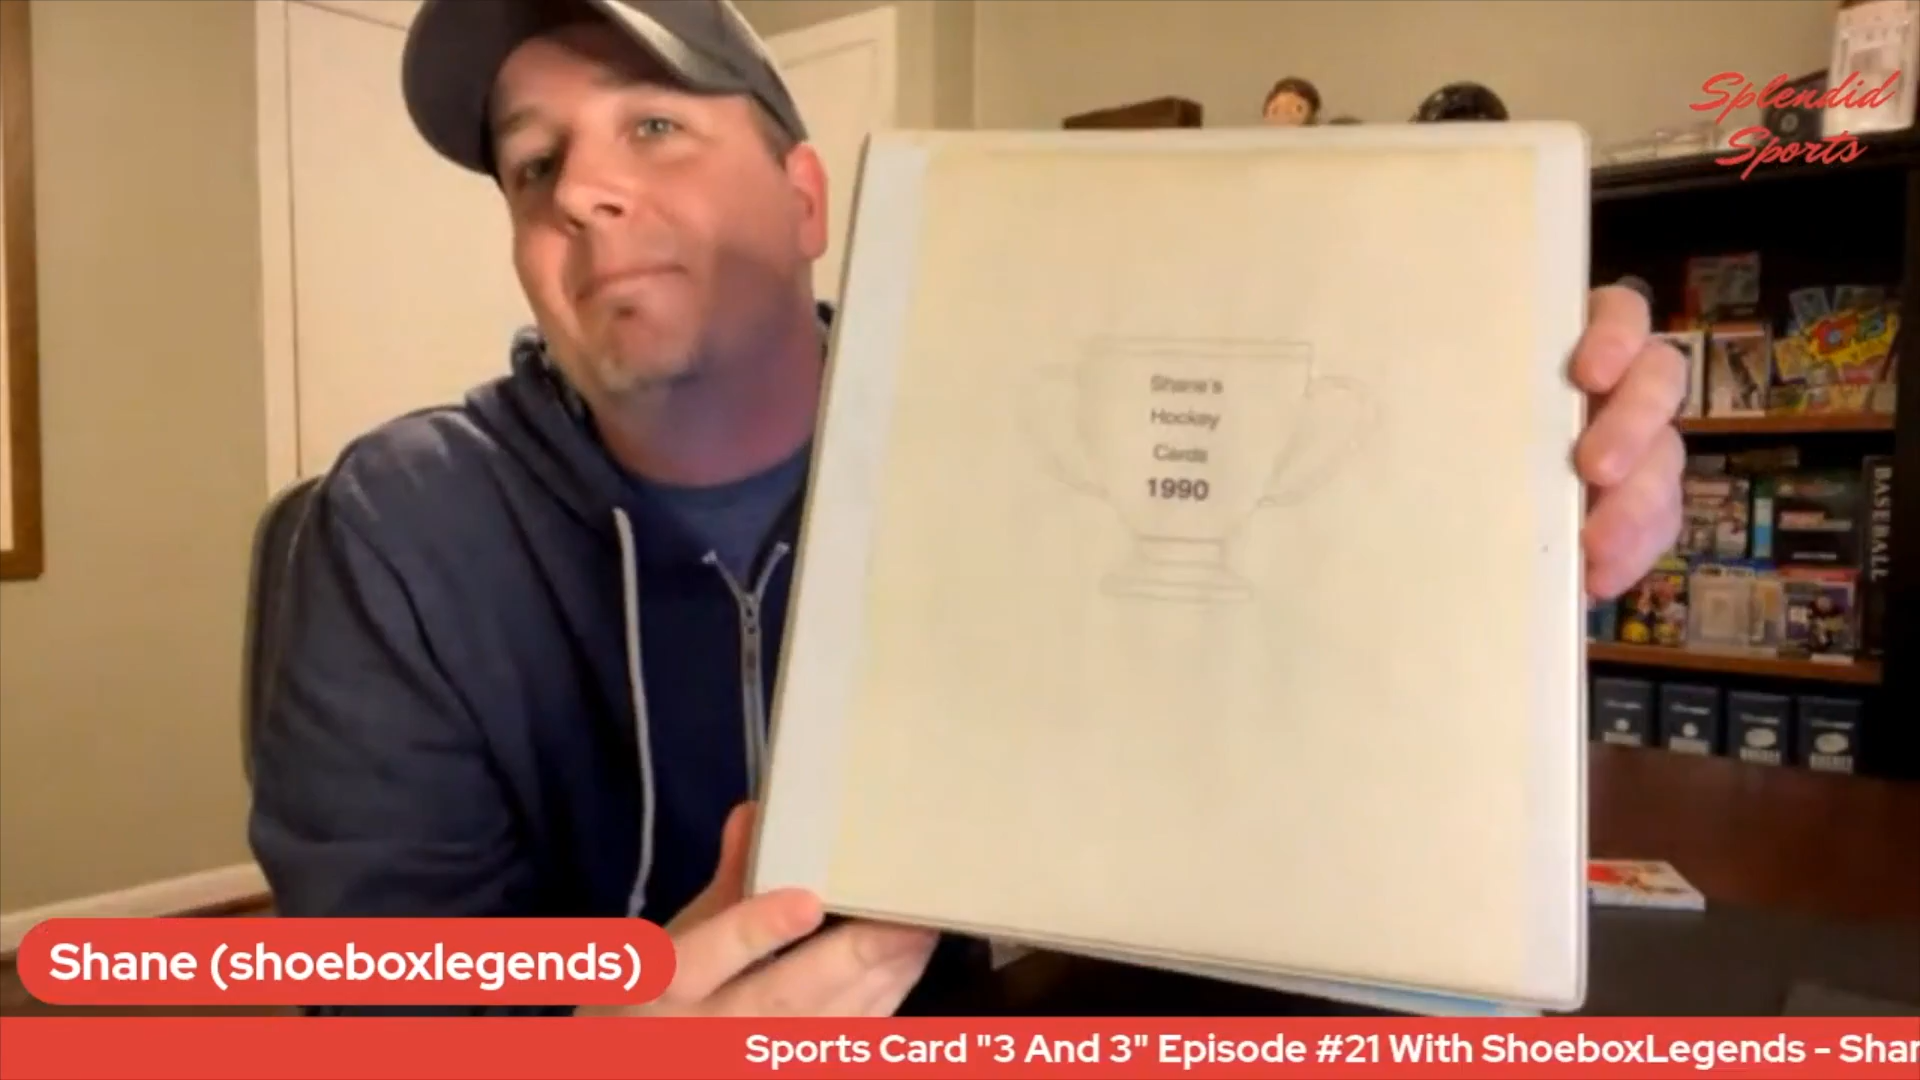 Splendid
Sports
Shane's
Hockey
Cards
1990
BASEBALL
Shane (shoeboxlegends)
Sports Card "3 And 3" Episode #21 With ShoeboxLegends - Shar